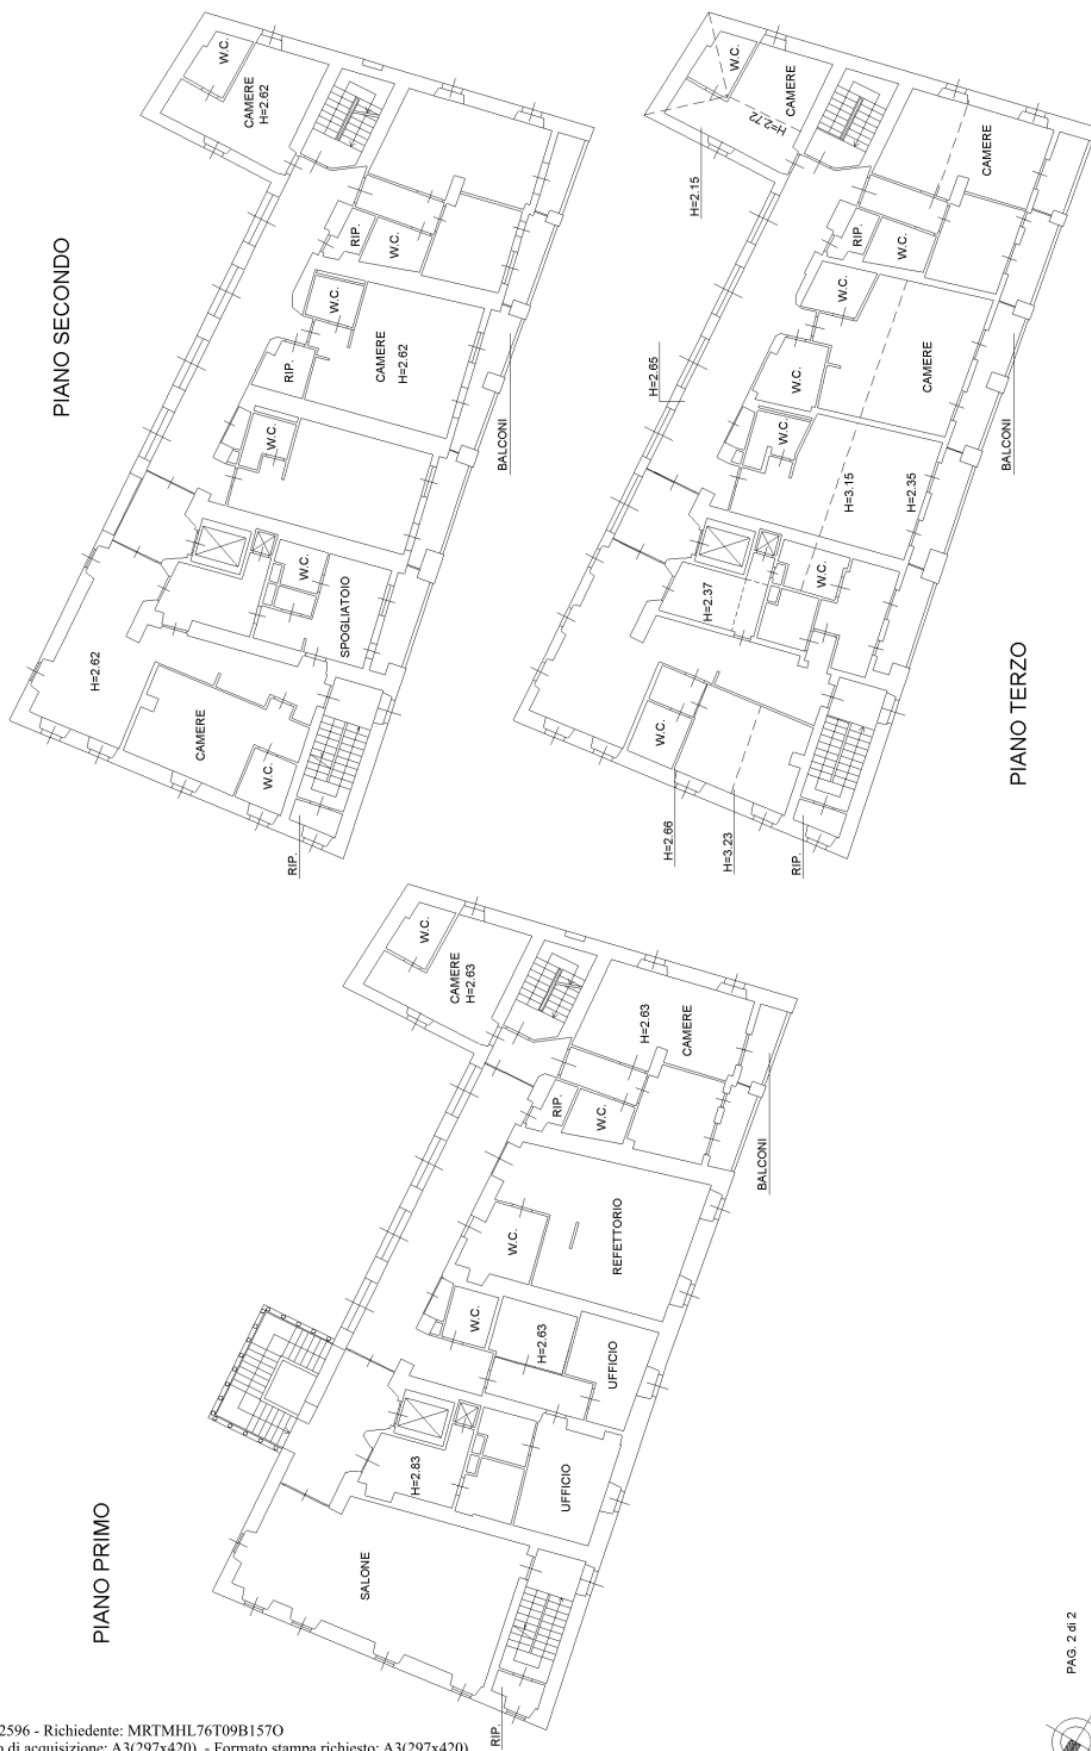 PIANO SECONDO
W.C.
CAMERE
H=2.62
RIP.
W.C.
W.C.
RIP.
CAMERE
H=2.62
W.C.
BALCONI
W.C.
SPOGLIATOIO
H=2.62
CAMERE
W.C.
RIP.
PIANO TERZO
W.C.
CAMERE
H=2.72
H=2.15
CAMERE
RIP.
W.C.
W.C.
H=2.65
W.C.
CAMERE
W.C.
BALCONI
H=3.15
H=2.35
W.C.
H=2.37
W.C.
H=2.66
H=3.23
RIP.
PIANO PRIMO
W.C.
CAMERE
H=2.63
H=2.63
CAMERE
RIP.
W.C.
BALCONI
W.C.
REFETTORIO
W.C.
H=2.63
UFFICIO
H=2.83
UFFICIO
SALONE
RIP.
PAG. 2 di 2
2596 - Richiedente: MRTMHL76T09B157O
o di acquisizione: A3(297x420) - Formato stampa richiesto: A3(297x420)